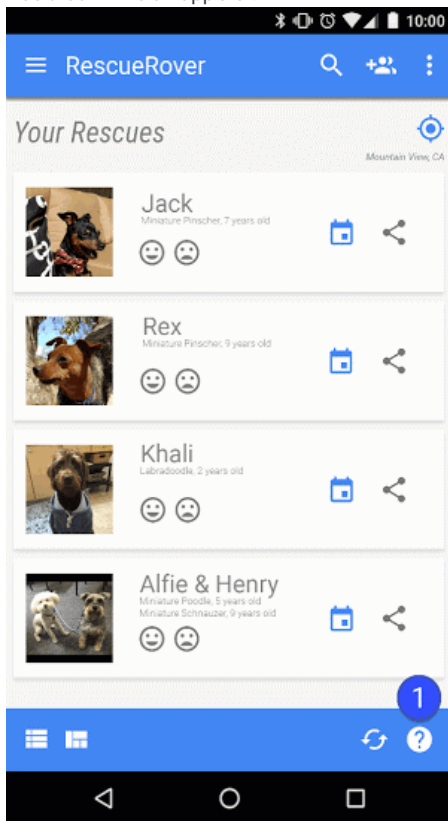 10:00
RescueRover
Your Rescues
Mountain View, CA
Jack
Miniature Pinscher, 7 years old
Rex
Miniature Pinscher, 9 years old
Khali
Labradoodle, 2 years old
Alfie & Henry
Miniature Poodle, 5 years old
Miniature Schnauzer, 9 years old
1